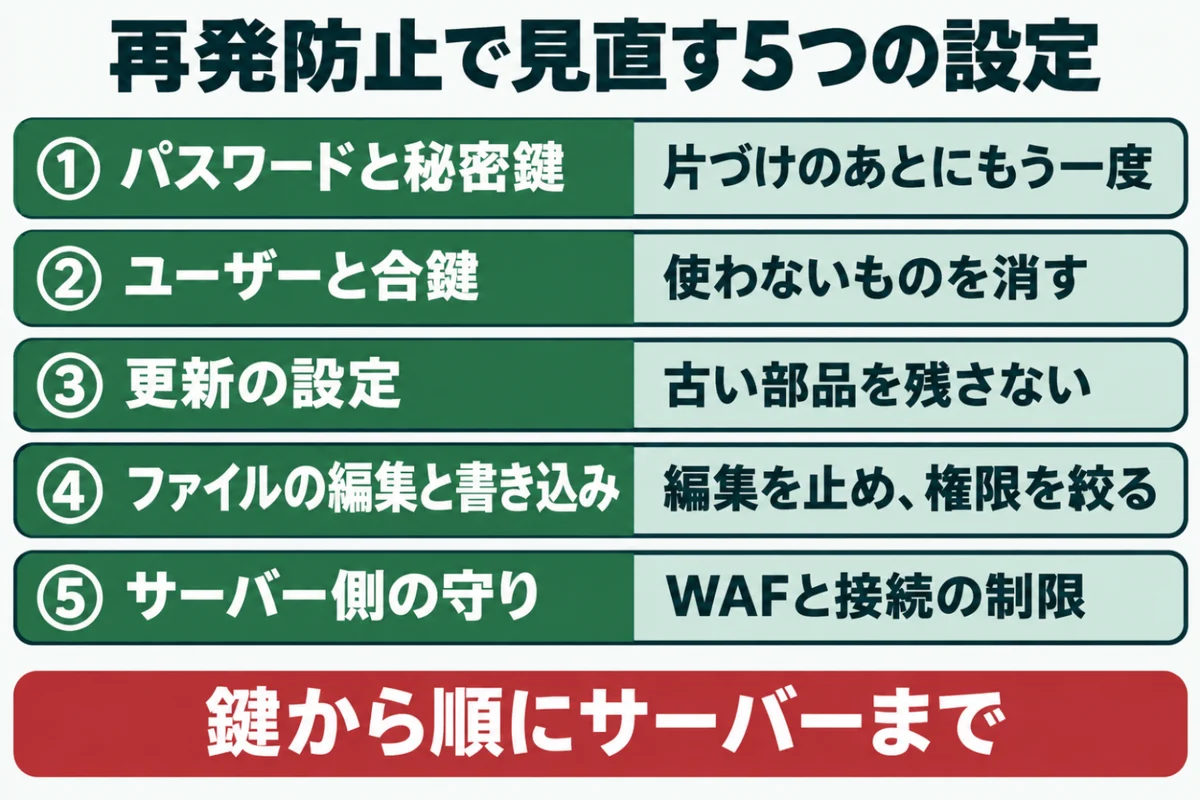 再発防止で見直す5つの設定
① パスワードと秘密鍵 片づけのあとにもう一度
② ユーザーと合鍵 使わないものを消す
③ 更新の設定 古い部品を残さない
④ ファイルの編集と書き込み 編集を止め、権限を絞る
⑤ サーバー側の守り WAFと接続の制限
鍵から順にサーバーまで